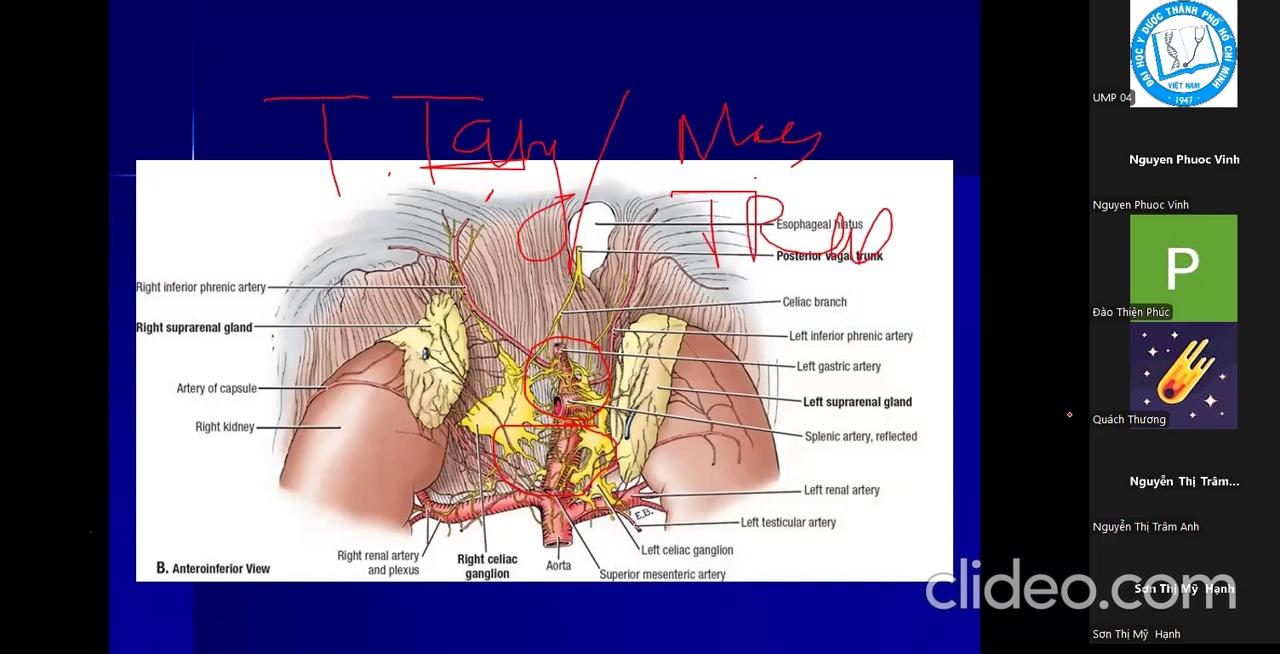 ĐẠI HỌC Y DƯỢC THÀNH PHỐ HỒ CHÍ MINH
VIỆT NAM
1947
UMP 04
Nguyen Phuoc Vinh
Nguyen Phuoc Vinh
P
Đào Thiện Phúc
Quách Thương
Nguyễn Thị Trâm...
Nguyễn Thị Trâm Anh
Sơn Thị Mỹ Hạnh
Sơn Thị Mỹ Hạnh
Esophageal hiatus
Posterior vagal trunk
Celiac branch
Left inferior phrenic artery
Left gastric artery
Left suprarenal gland
Splenic artery, reflected
Left renal artery
E.B.
Left testicular artery
Left celiac ganglion
Superior mesenteric artery
Aorta
Right celiac
ganglion
Right renal artery
and plexus
Right kidney
Artery of capsule
Right suprarenal gland
Right inferior phrenic artery
B. Anteroinferior View
clideo.com